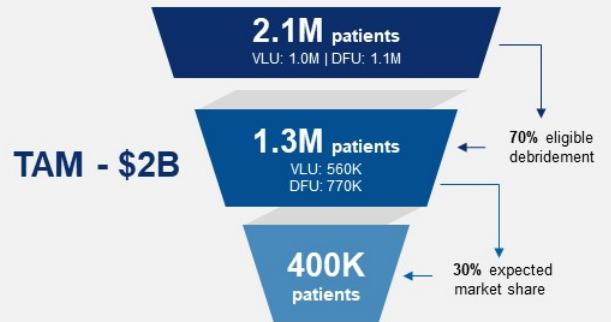 2.1M patients
VLU: 1.0M | DFU: 1.1M
TAM - $2B
1.3M patients
VLU: 560K
DFU: 770K
70% eligible
debridement
400K
patients
30% expected
market share